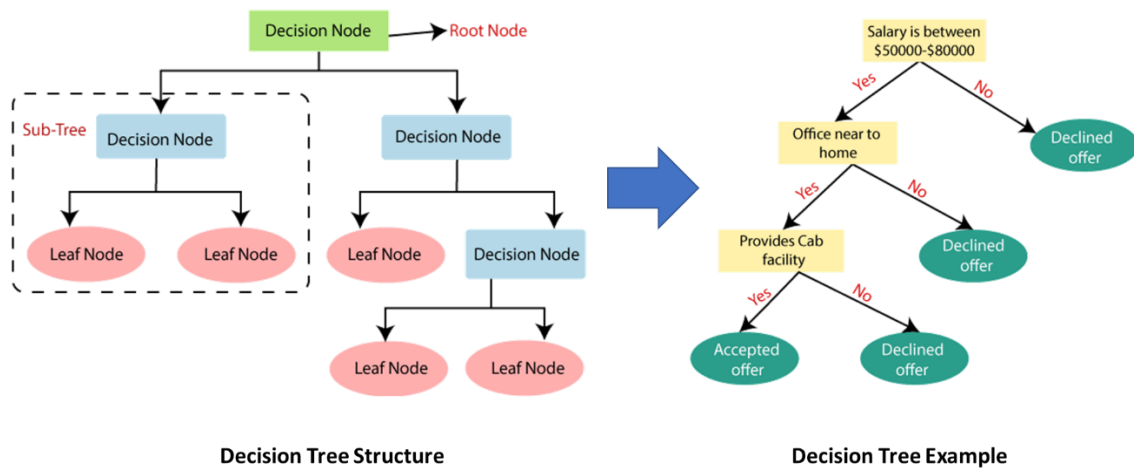 Decision Node
Root Node
Sub-Tree
Decision Node
Decision Node
Leaf Node
Leaf Node
Leaf Node
Decision Node
Leaf Node
Leaf Node
Decision Tree Structure
Salary is between
$50000-$80000
Yes
No
Office near to
home
Declined
offer
Yes
No
Provides Cab
facility
Declined
offer
Yes
No
Accepted
offer
Declined
offer
Decision Tree Example